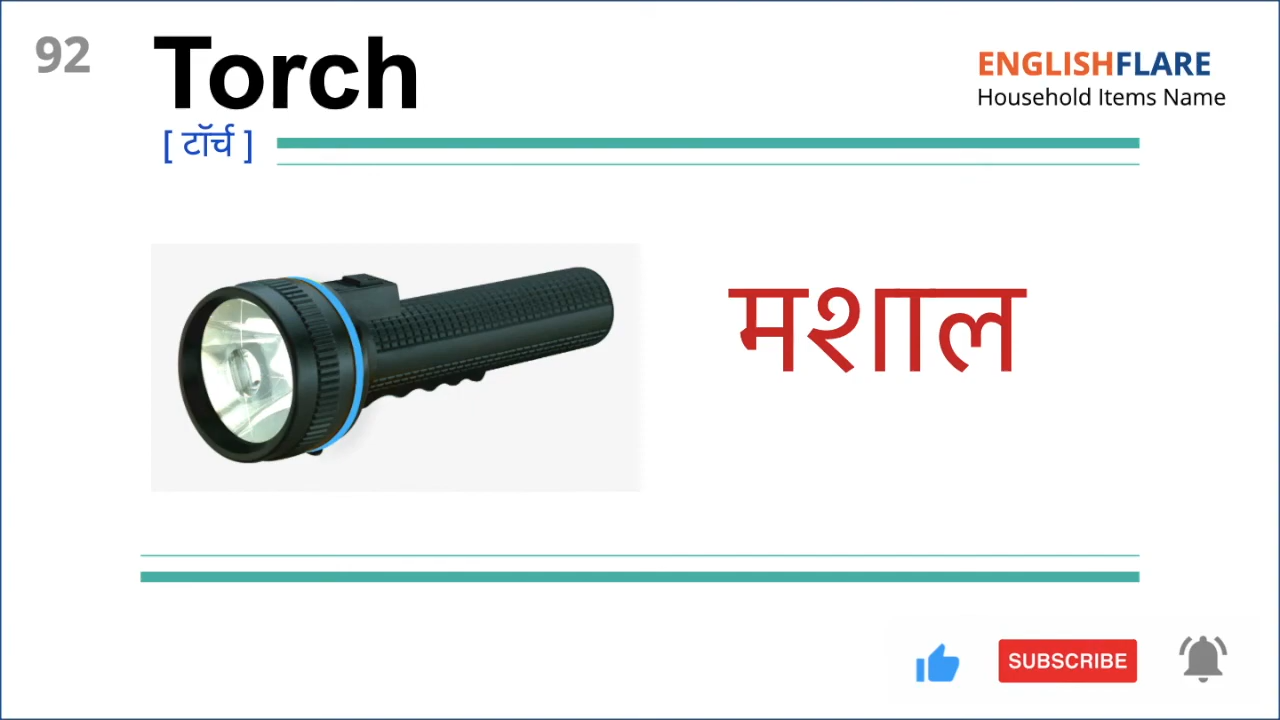 92
Torch
[ टॉर्च ]
ENGLISHFLARE
Household Items Name
मशाल
SUBSCRIBE